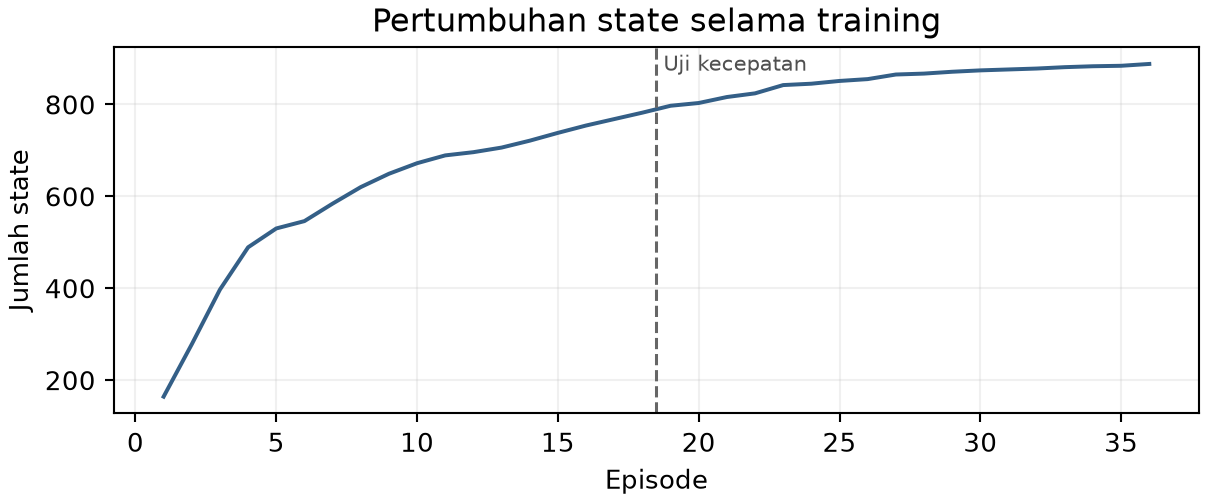 Pertumbuhan state selama training
Uji kecepatan
Jumlah state
800
600
400
200
0 5 10 15 20 25 30 35
Episode